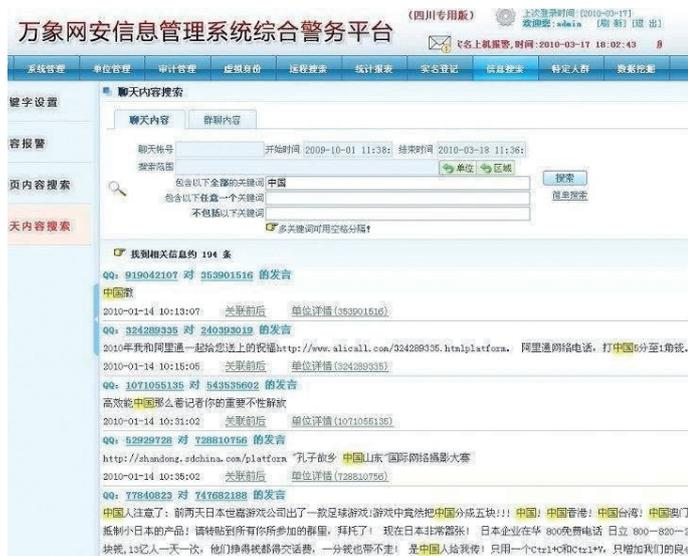 万象网安信息管理系统综合警务平台
(四川专用版)
上次登录时间:[2010-03-17]
欢迎您:admin [刷 新] [退 出]
名上机报警,时间:2010-03-17 18:02:43
系统管理 单位管理 审计管理 虚拟身份 远程搜索 统计报表 实名登记 信息搜索 特定人群 数据挖掘
键字设置
容报警
页内容搜索
天内容搜索
聊天内容搜索
聊天内容 群聊内容
聊天帐号 开始时间 2009-10-01 11:38: 结束时间 2010-03-18 11:36:
搜索范围 单位 区域
包含以下全部的关键词 中国 搜索
包含以下任意一个关键词 简单搜索
不包括以下关键词
多关键词可用空格分隔!
找到相关信息约 194 条
QQ: 919042107 对 353901516 的发言
中国散
2010-01-14 10:13:07 关联前后 单位详情(353901516)
QQ: 324289335 对 240393019 的发言
2010年我和阿里通一起给您送上的祝福http://www.alicall.com/324289335.htmlplatform. 阿里通网络电话,打中国5分至1角钱.
2010-01-14 10:15:05 关联前后 单位详情(324289335)
QQ: 1071055135 对 543535602 的发言
高效能中国那么着记者你的重要不性解放
2010-01-14 10:31:02 关联前后 单位详情(1071055135)
QQ: 52929728 对 728810756 的发言
http://shandong.sdchina.com/platform "孔子故乡 中国山东"国际网络摄影大赛
2010-01-14 10:35:02 关联前后 单位详情(728810756)
QQ: 77840823 对 747682188 的发言
中国人注意了:前两天日本世嘉游戏公司出了一款足球游戏!游戏中竟然把中国分成五块!!! 中国! 中国香港! 中国台湾! 中国澳门
抵制小日本的产品! 请转贴到所有你所参加的群里,拜托了! 现在日本非常嚣张! 日本企业在华 800免费电话 日立 800-820-
块钱,13亿人一天一次,他们挣得钱都得交话费,一分钱也带不走! 是中国人给我传! 只用一个Ctrl+C和Ctrl+V,只增加我们的民